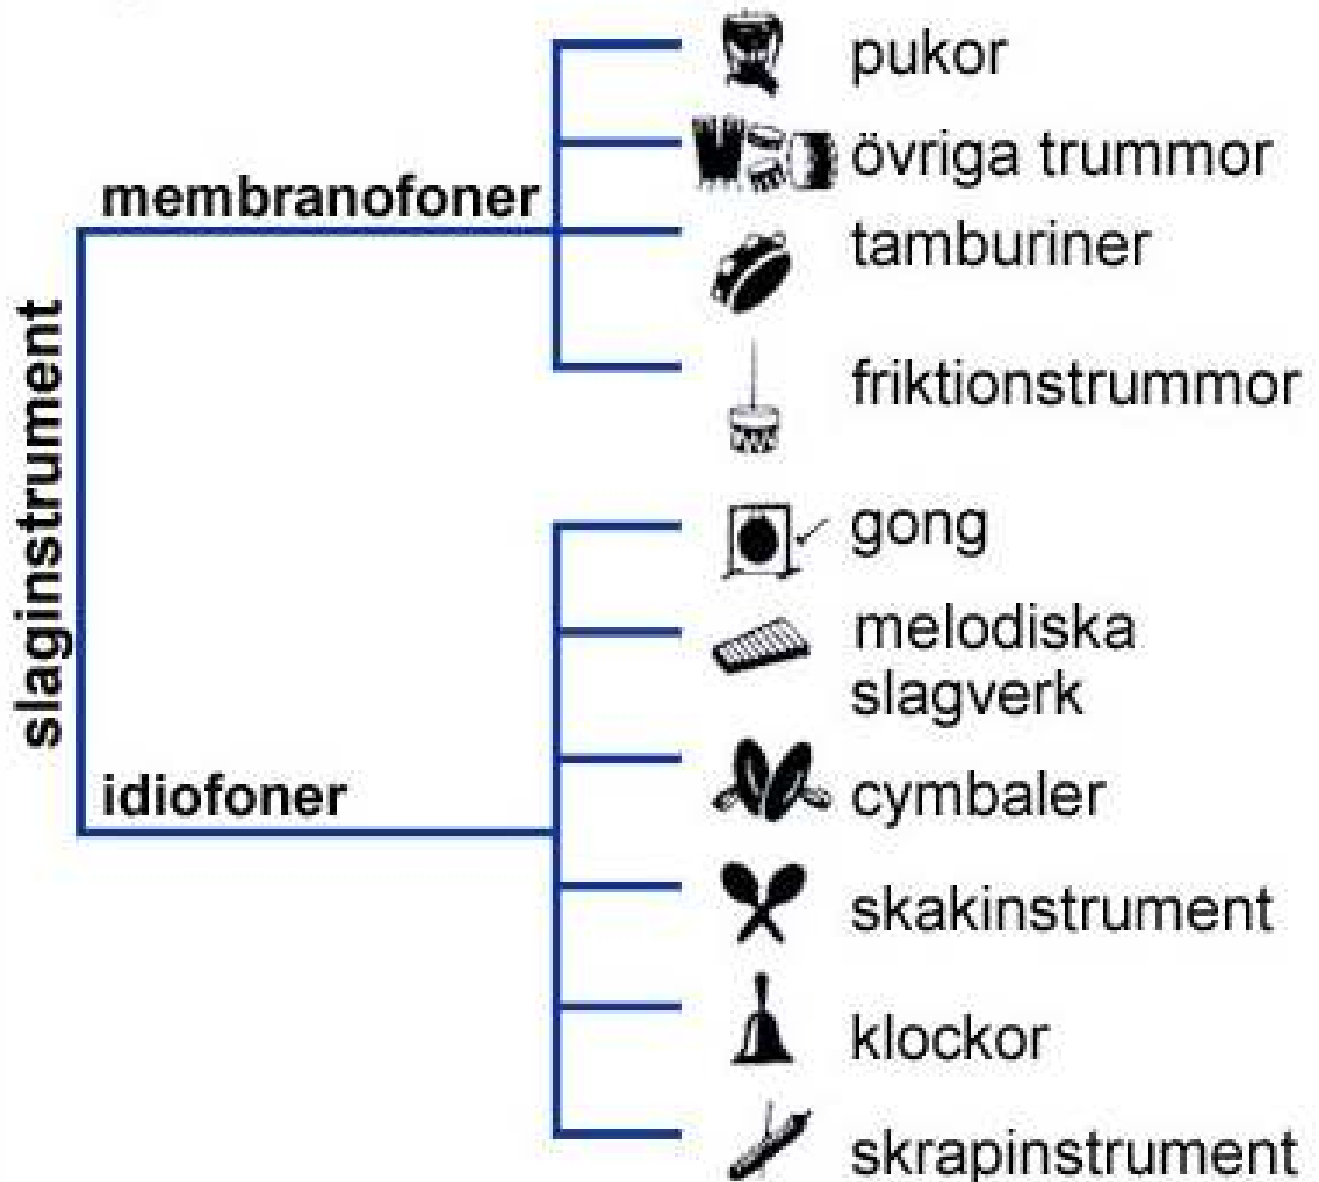 slaginstrument
membranofoner
pukor
övriga trummor
tamburiner
friktionstrummor
idiofoner
gong
melodiska
slagverk
cymbaler
skakinstrument
klockor
skrapinstrument